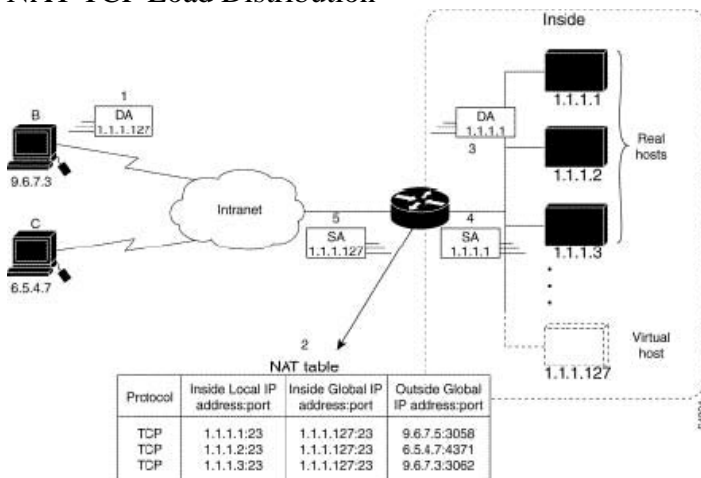 NAT TCP Load Distribution
Inside
B
1
DA
1.1.1.127
9.6.7.3
C
6.5.4.7
Intranet
5
SA
1.1.1.127
DA
1.1.1.1
3
4
SA
1.1.1.1
1.1.1.1
1.1.1.2
1.1.1.3
Real
hosts
Virtual
host
1.1.1.127
2
NAT table
Protocol
Inside Local IP
address:port
Inside Global IP
address:port
Outside Global
IP address:port
TCP 1.1.1.1:23 1.1.1.127:23 9.6.7.5:3058
TCP 1.1.1.2:23 1.1.1.127:23 6.5.4.7:4371
TCP 1.1.1.3:23 1.1.1.127:23 9.6.7.3:3062